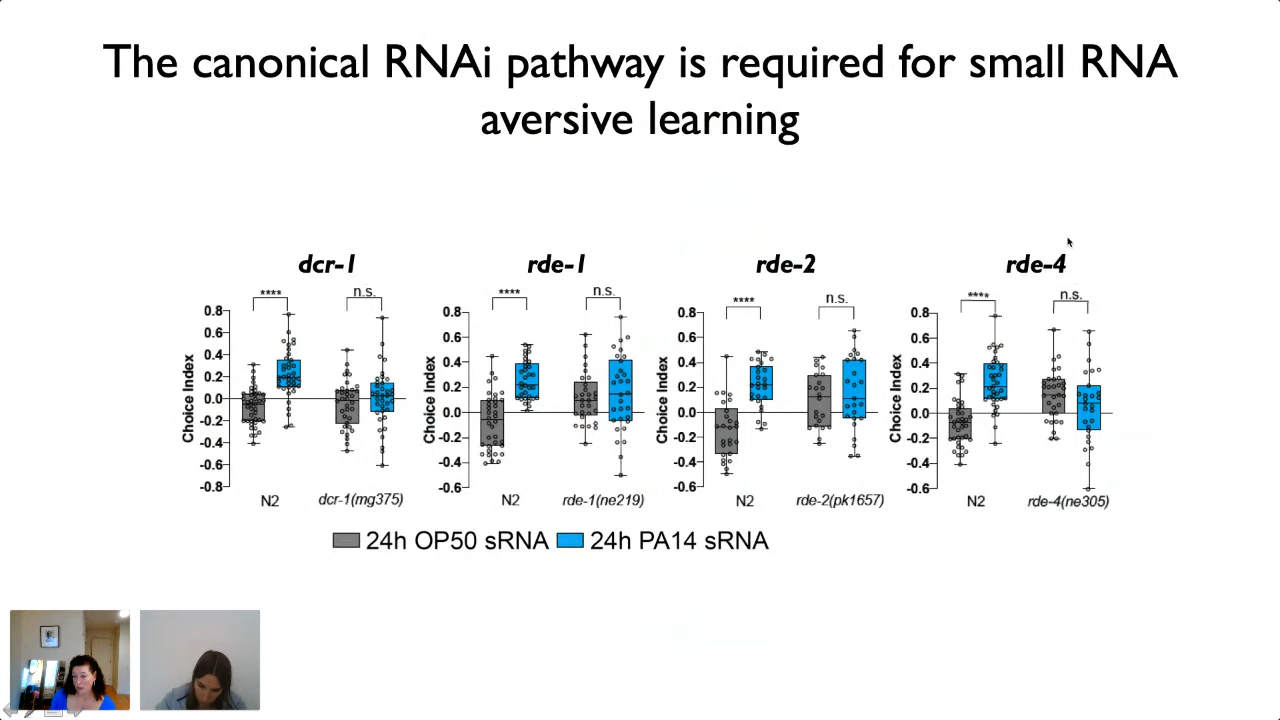 The canonical RNAi pathway is required for small RNA
aversive learning
dcr-1
rde-1
rde-2
rde-4
**** n.s.
**** n.s.
**** n.s.
**** n.s.
Choice Index
0.8
0.6
0.4
0.2
0.0
-0.2
-0.4
-0.6
-0.8
N2 dcr-1(mg375)
Choice Index
0.8
0.6
0.4
0.2
0.0
-0.2
-0.4
-0.6
N2 rde-1(ne219)
Choice Index
0.8
0.6
0.4
0.2
0.0
-0.2
-0.4
-0.6
N2 rde-2(pk1657)
Choice Index
0.8
0.6
0.4
0.2
0.0
-0.2
-0.4
-0.6
N2 rde-4(ne305)
24h OP50 sRNA 24h PA14 sRNA